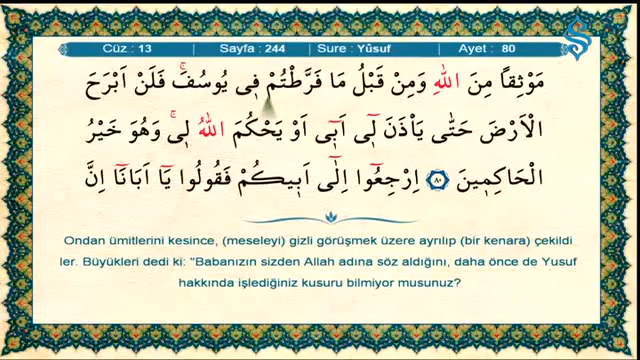 Cüz : 13 Sayfa : 244 Sure : Yûsuf Ayet : 80
مَوْثِقاً مِنَ اللّٰهِ وَمِنْ قَبْلُ مَا فَرَّطْتُمْ فٖي يُوسُفَۚ فَلَنْ اَبْرَحَ
الْاَرْضَ حَتّٰى يَأْذَنَ لٖٓي اَبٖٓي اَوْ يَحْكُمَ اللّٰهُ لٖيۚ وَهُوَ خَيْرُ
الْحَاكِمٖينَ ﴿٨٠﴾ اِرْجِعُٓوا اِلٰٓى اَبٖيكُمْ فَقُولُوا يَٓا اَبَانَٓا اِنَّ
Ondan ümitlerini kesince, (meseleyi) gizli görüşmek üzere ayrılıp (bir kenara) çekildi
ler. Büyükleri dedi ki: "Babanızın sizden Allah adına söz aldığını, daha önce de Yusuf
hakkında işlediğiniz kusuru bilmiyor musunuz?